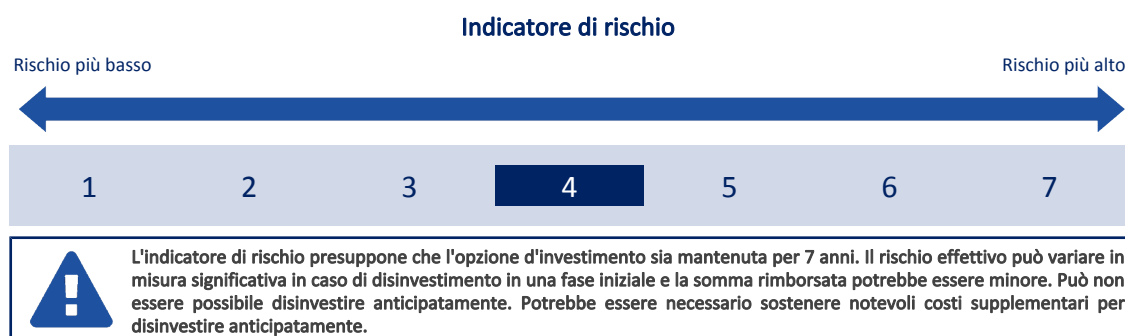 Indicatore di rischio
Rischio più basso Rischio più alto
1 2 3 4 5 6 7
L'indicatore di rischio presuppone che l'opzione d'investimento sia mantenuta per 7 anni. Il rischio effettivo può variare in
misura significativa in caso di disinvestimento in una fase iniziale e la somma rimborsata potrebbe essere minore. Può non
essere possibile disinvestire anticipatamente. Potrebbe essere necessario sostenere notevoli costi supplementari per
disinvestire anticipatamente.